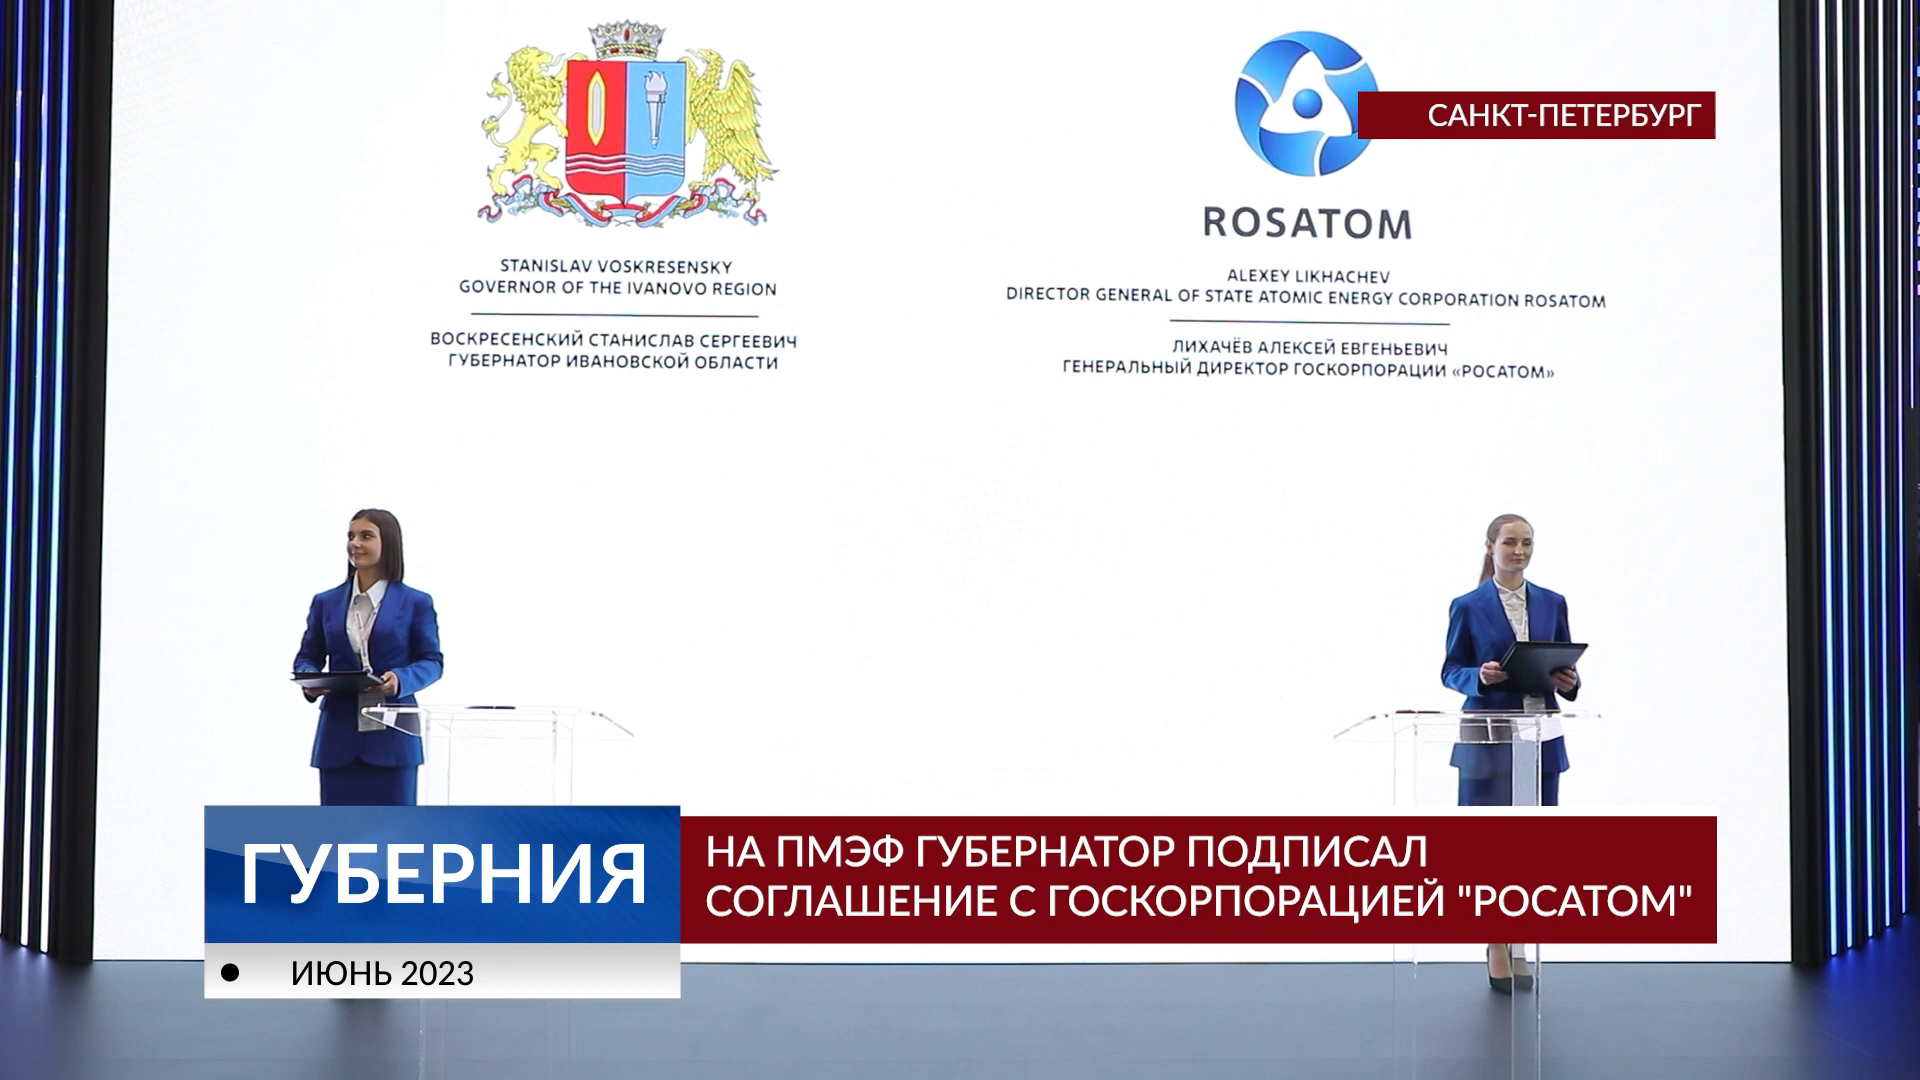 САНКТ-ПЕТЕРБУРГ
ROSATOM
STANISLAV VOSKRESENSKY
GOVERNOR OF THE IVANOVO REGION
ВОСКРЕСЕНСКИЙ СТАНИСЛАВ СЕРГЕЕВИЧ
ГУБЕРНАТОР ИВАНОВСКОЙ ОБЛАСТИ
ALEXEY LIKHACHEV
DIRECTOR GENERAL OF STATE ATOMIC ENERGY CORPORATION ROSATOM
ЛИХАЧЁВ АЛЕКСЕЙ ЕВГЕНЬЕВИЧ
ГЕНЕРАЛЬНЫЙ ДИРЕКТОР ГОСКОРПОРАЦИИ «РОСАТОМ»
ГУБЕРНИЯ
НА ПМЭФ ГУБЕРНАТОР ПОДПИСАЛ
СОГЛАШЕНИЕ С ГОСКОРПОРАЦИЕЙ "РОСАТОМ"
ИЮНЬ 2023